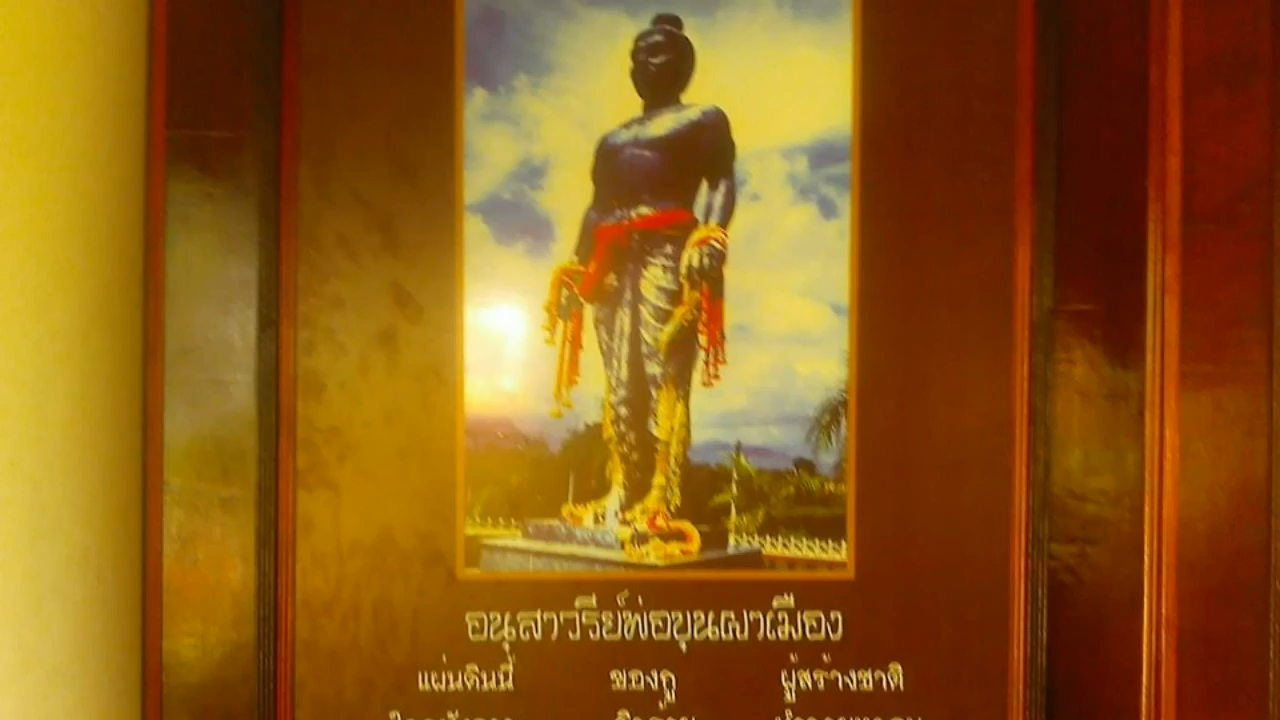 อนุสาวรีย์พ่อขุนผาเมือง
แผ่นดินนี้ ของกู ผู้สร้างชาติ